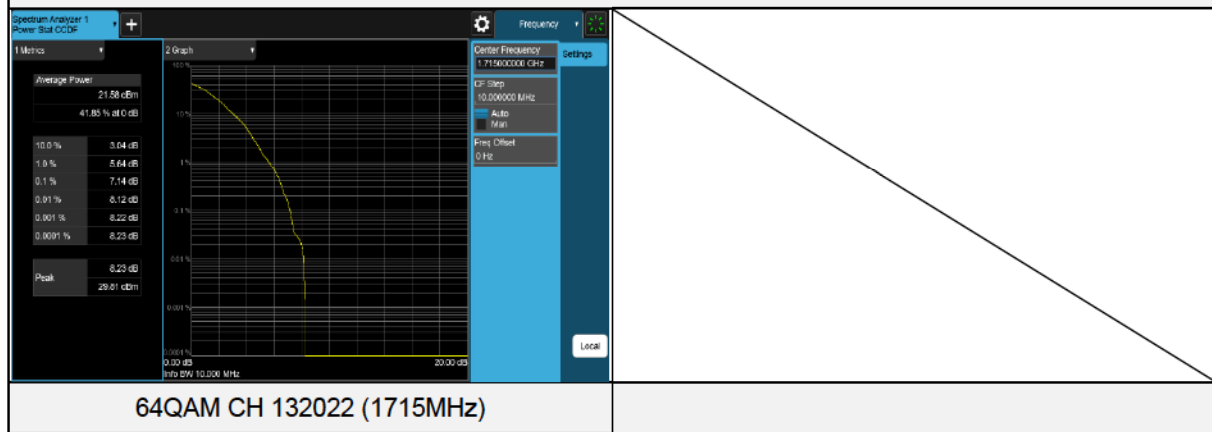 Spectrum Analyzer 1
Power Stat CCDF
+
Frequency
1 Metrics
2 Graph
Center Frequency
1.715000000 GHz
Settings
CF Step
10.000000 MHz
Auto
Man
Freq Offset
0 Hz
Average Power
21.58 dBm
41.85 % at 0 dB
10.0 % 3.04 dB
1.0 % 5.64 dB
0.1 % 7.14 dB
0.01 % 8.12 dB
0.001 % 8.22 dB
0.0001 % 8.23 dB
Peak
8.23 dB
29.81 dBm
100 %
10 %
1 %
0.1 %
0.01 %
0.001 %
0.0001 %
0.00 dB
20.00 dB
Info BW 10.000 MHz
Local
64QAM CH 132022 (1715MHz)